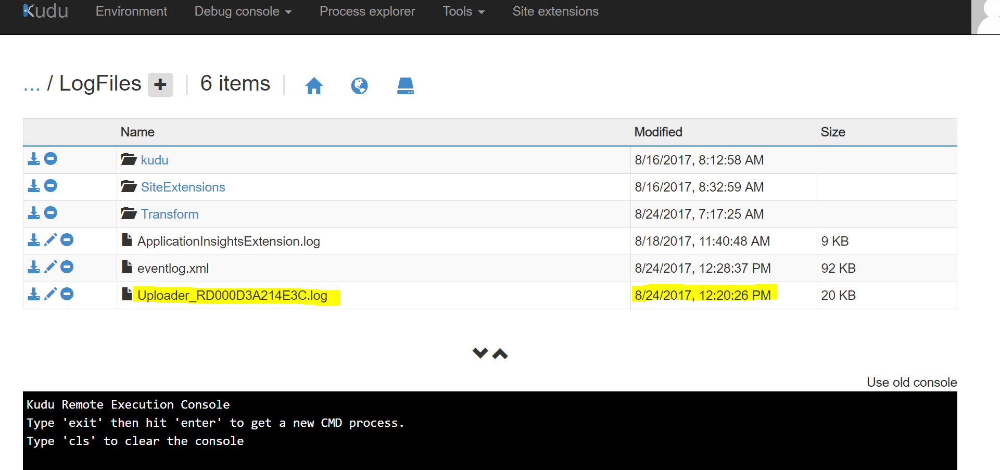 Kudu Environment Debug console Process explorer Tools Site extensions
... / LogFiles + | 6 items |
Name Modified Size
kudu 8/16/2017, 8:12:58 AM
SiteExtensions 8/16/2017, 8:32:59 AM
Transform 8/24/2017, 7:17:25 AM
ApplicationInsightsExtension.log 8/18/2017, 11:40:48 AM 9 KB
eventlog.xml 8/24/2017, 12:28:37 PM 92 KB
Uploader_RD000D3A214E3C.log 8/24/2017, 12:20:26 PM 20 KB
Use old console
Kudu Remote Execution Console
Type 'exit' then hit 'enter' to get a new CMD process.
Type 'cls' to clear the console